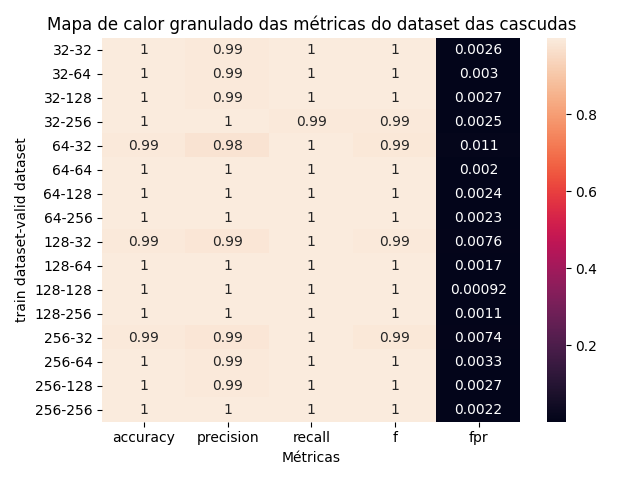 Mapa de calor granulado das métricas do dataset das cascudas
train dataset-valid dataset
32-32 1 0.99 1 1 0.0026
32-64 1 0.99 1 1 0.003
32-128 1 0.99 1 1 0.0027
32-256 1 1 0.99 0.99 0.0025
64-32 0.99 0.98 1 0.99 0.011
64-64 1 1 1 1 0.002
64-128 1 1 1 1 0.0024
64-256 1 1 1 1 0.0023
128-32 0.99 0.99 1 0.99 0.0076
128-64 1 1 1 1 0.0017
128-128 1 1 1 1 0.00092
128-256 1 1 1 1 0.0011
256-32 0.99 0.99 1 0.99 0.0074
256-64 1 0.99 1 1 0.0033
256-128 1 0.99 1 1 0.0027
256-256 1 1 1 1 0.0022
accuracy precision recall f fpr
Métricas
0.8
0.6
0.4
0.2